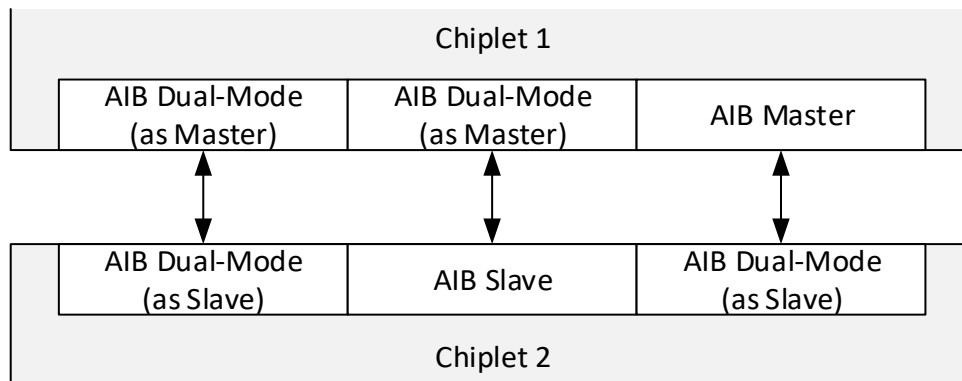 Chiplet 1
AIB Dual-Mode
(as Master)
AIB Dual-Mode
(as Master)
AIB Master
AIB Dual-Mode
(as Slave)
AIB Slave
AIB Dual-Mode
(as Slave)
Chiplet 2